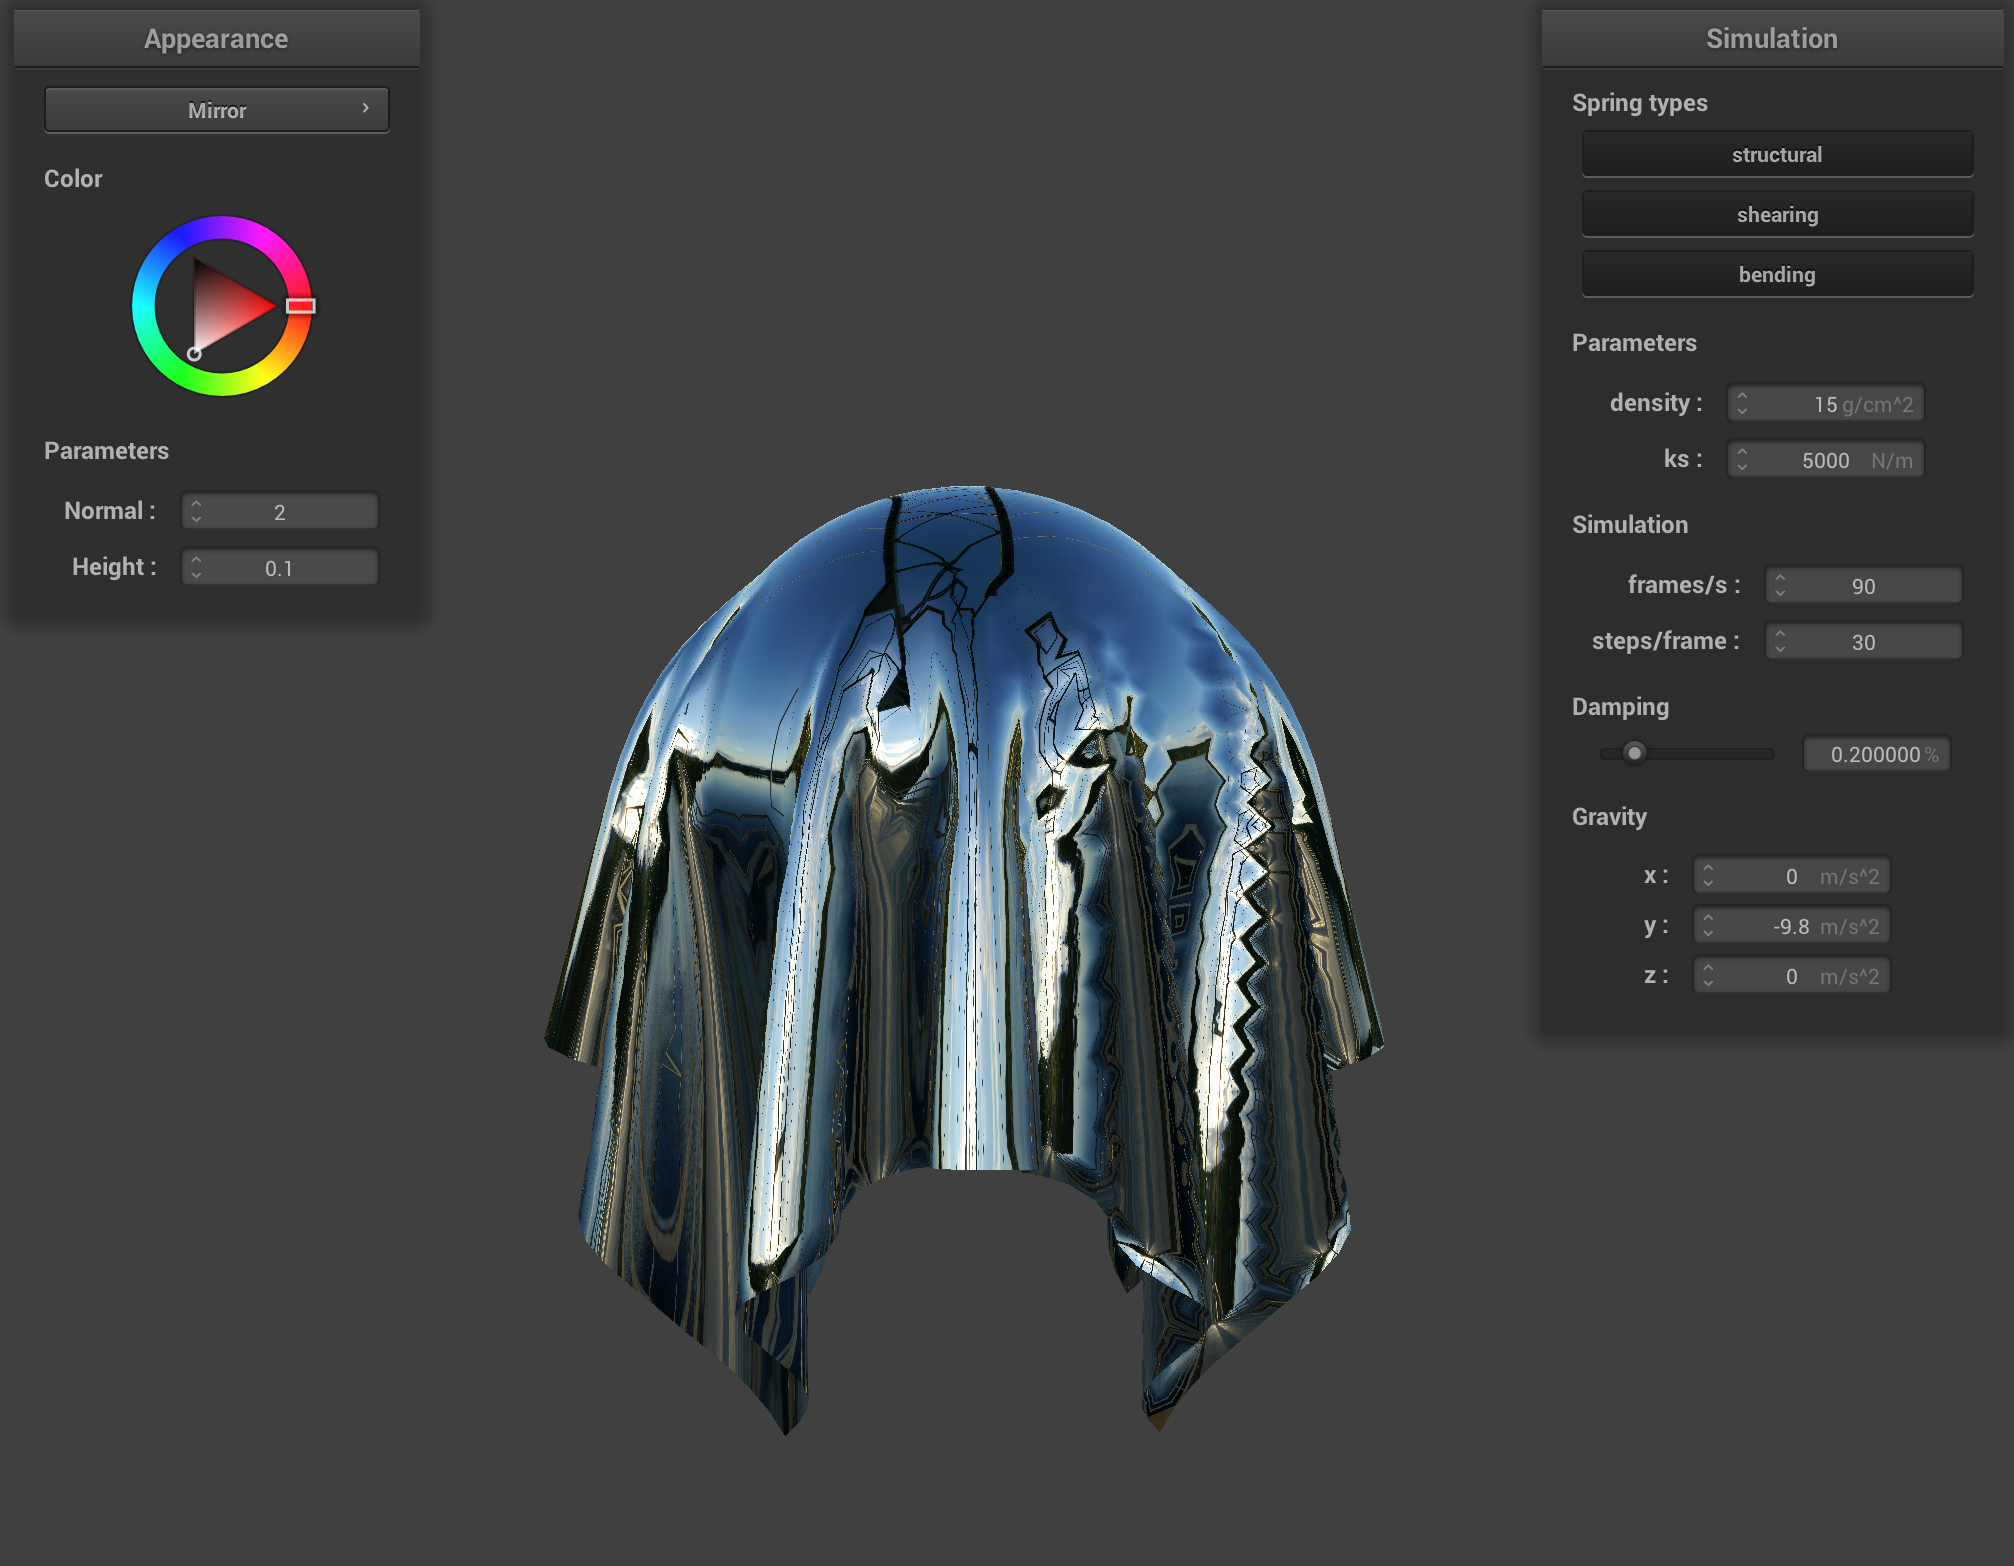 Appearance
Mirror
Color
Parameters
Normal : 2
Height : 0.1
Simulation
Spring types
structural
shearing
bending
Parameters
density : 15 g/cm^2
ks : 5000 N/m
Simulation
frames/s : 90
steps/frame : 30
Damping
0.200000 %
Gravity
x : 0 m/s^2
y : -9.8 m/s^2
z : 0 m/s^2